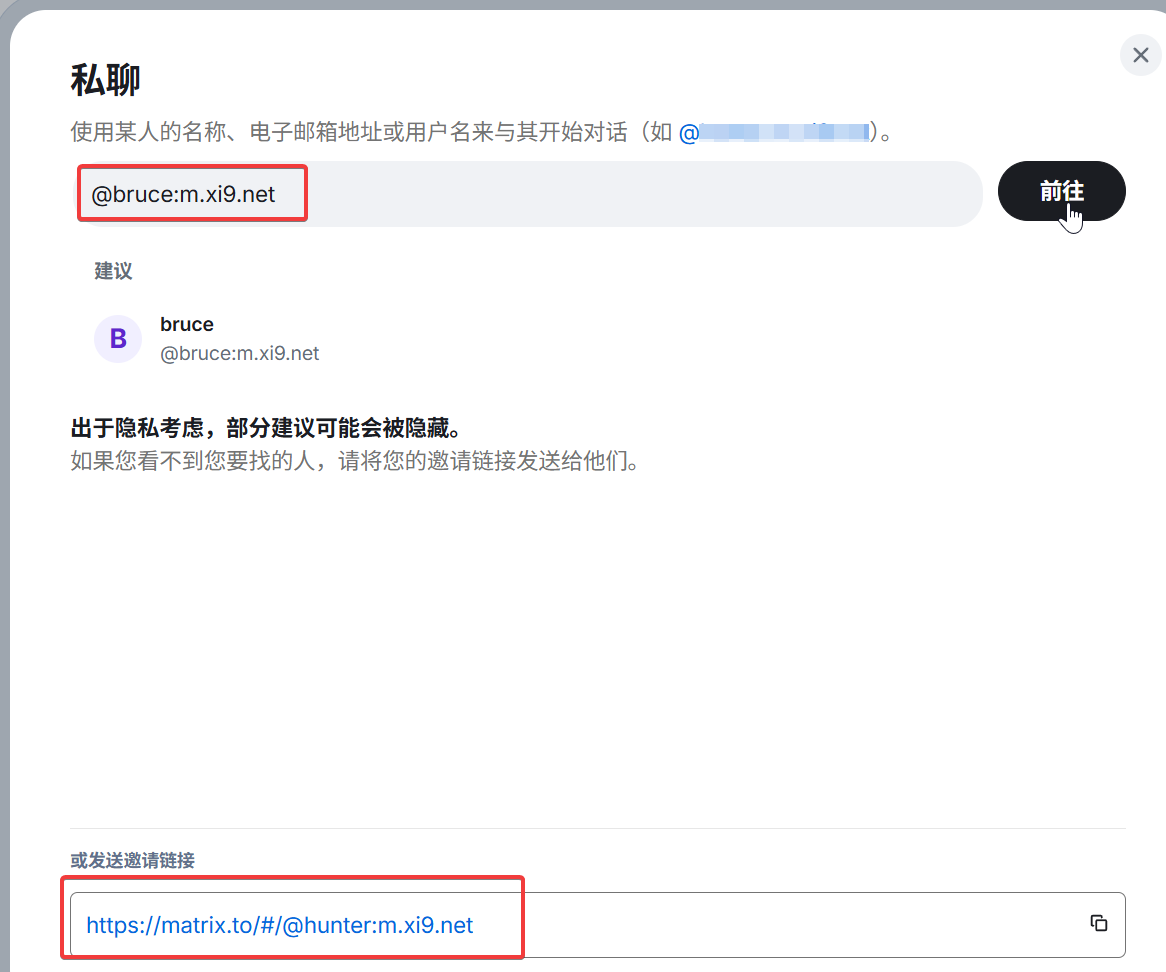 私聊
使用某人的名称、电子邮箱地址或用户名来与其开始对话（如 @）。
@bruce:m.xi9.net
前往
建议
B
bruce
@bruce:m.xi9.net
出于隐私考虑，部分建议可能会被隐藏。
如果您看不到您要找的人，请将您的邀请链接发送给他们。
或发送邀请链接
https://matrix.to/#/@hunter:m.xi9.net